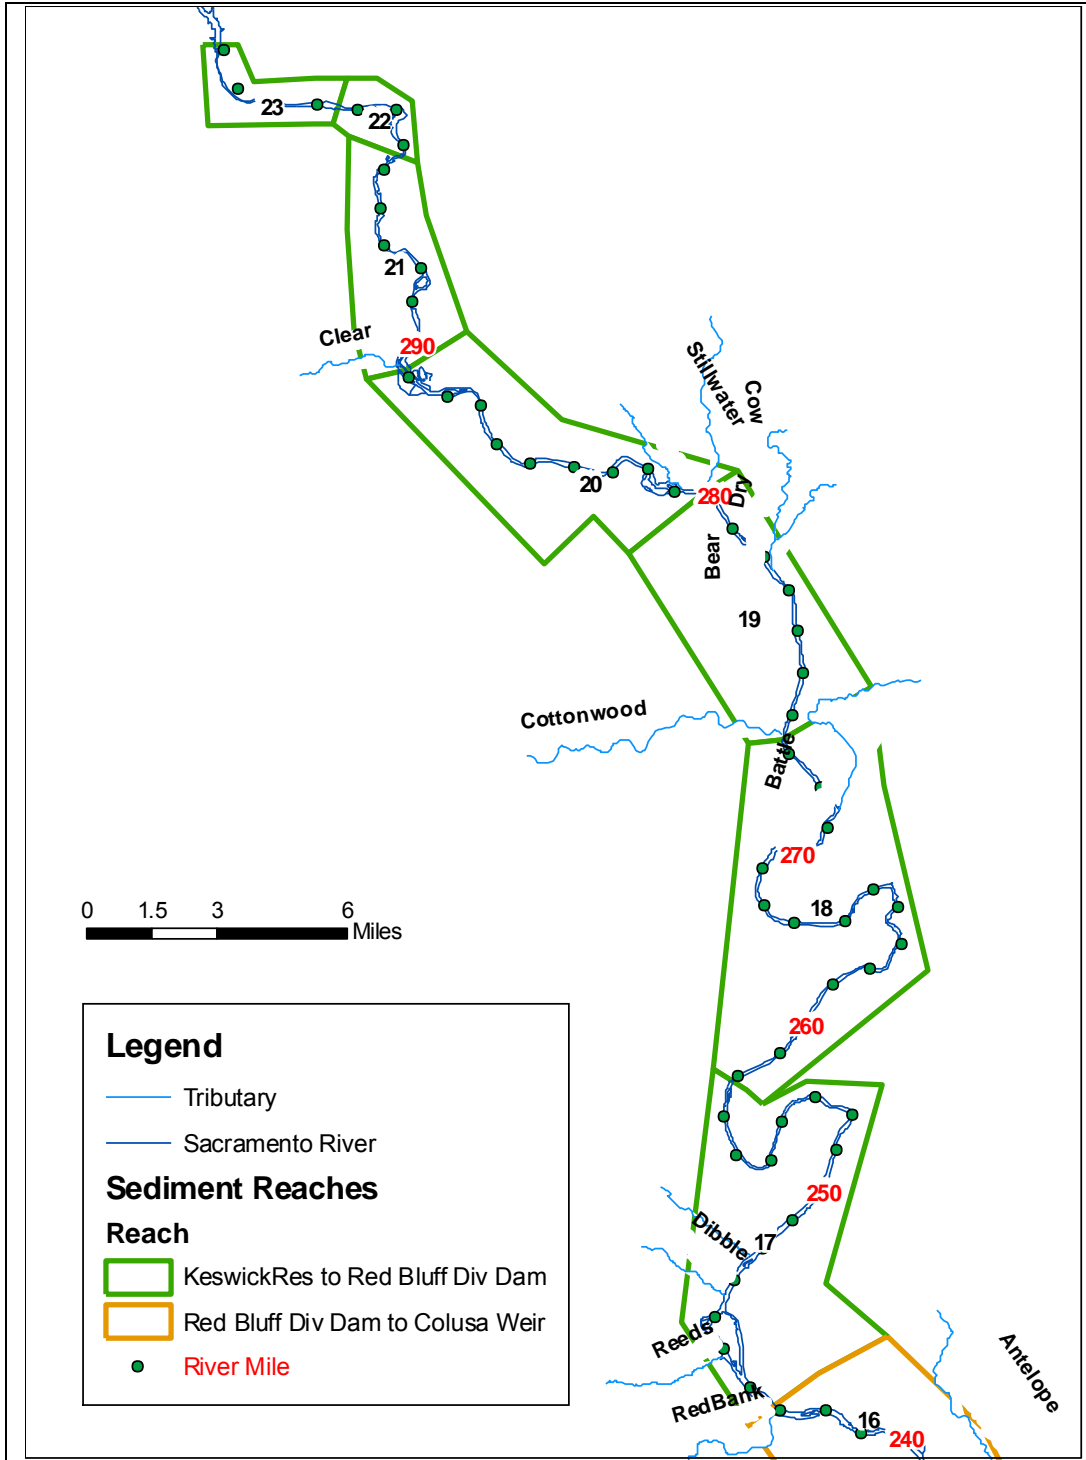 23
22
21
Clear
290
Stillwater
Cow
20
280
Dry
Bear
19
Cottonwood
Battle
270
18
0 1.5 3 6
Miles
260
Legend
Tributary
Sacramento River
Sediment Reaches
Reach
KeswickRes to Red Bluff Div Dam
Red Bluff Div Dam to Colusa Weir
River Mile
250
Dibble
17
Reeds
RedBank
Antelope
16
240